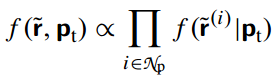 f(r̃, pₜ) ∝ ∏_{i∈𝒩ₚ} f(r̃⁽ⁱ⁾|pₜ)